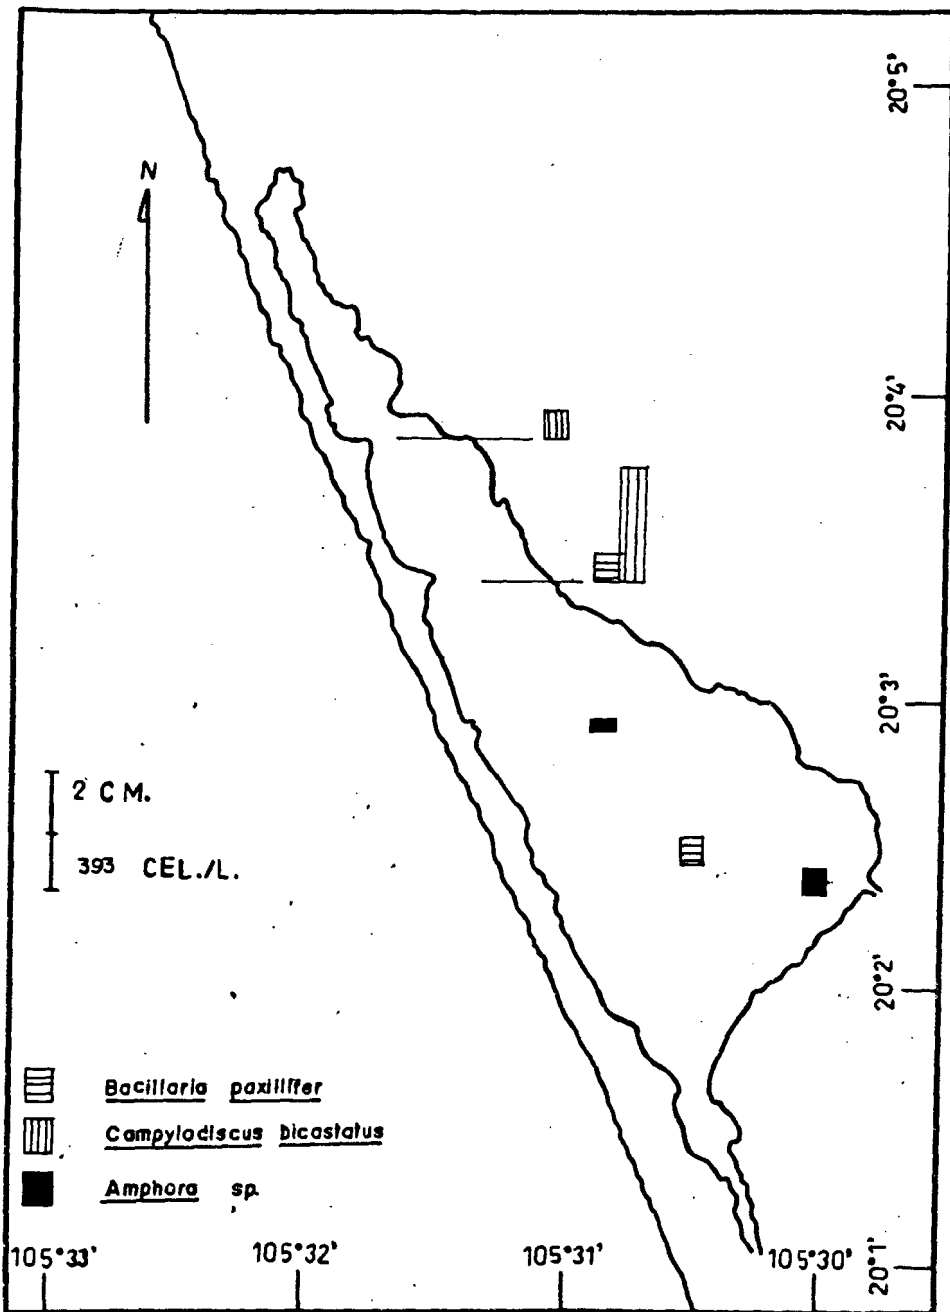 20°5'
N
20°4'
20°3'
2 CM.
393 CEL./L.
20°2'
Bacillaria paxillifer
Campylodiscus bicostatus
Amphora sp.
105°33'
105°32'
105°31'
105°30'
20°1'